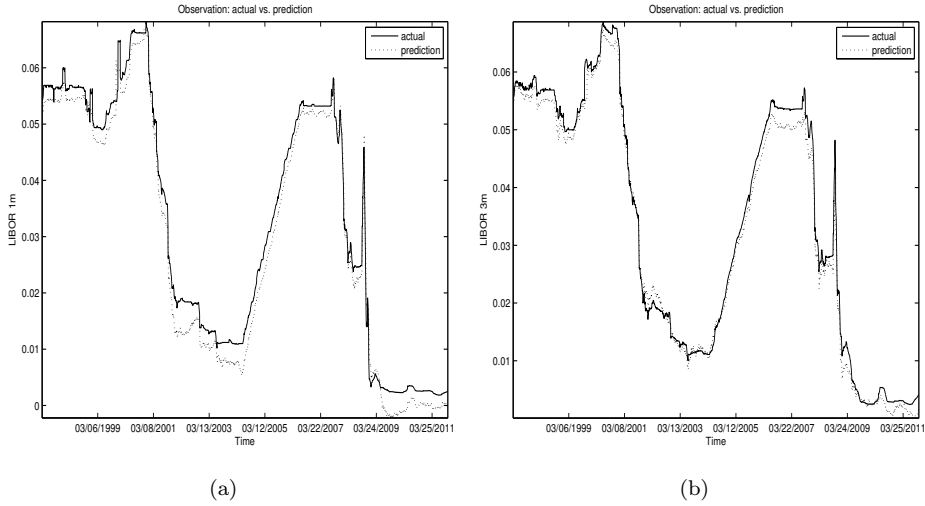 Observation: actual vs. prediction
actual
prediction
LIBOR 1m
0.06
0.05
0.04
0.03
0.02
0.01
0
03/06/1999 03/08/2001 03/13/2003 03/12/2005 03/22/2007 03/24/2009 03/25/2011
Time
(a)
Observation: actual vs. prediction
actual
prediction
LIBOR 3m
0.06
0.05
0.04
0.03
0.02
0.01
03/06/1999 03/08/2001 03/13/2003 03/12/2005 03/22/2007 03/24/2009 03/25/2011
Time
(b)